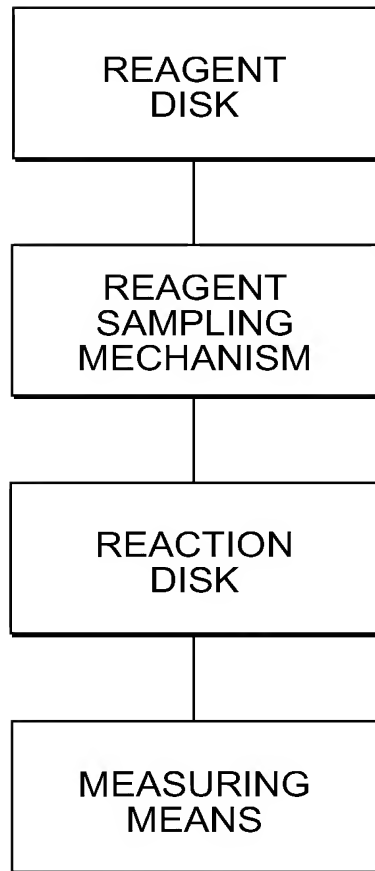 REAGENT
DISK
REAGENT
SAMPLING
MECHANISM
REACTION
DISK
MEASURING
MEANS